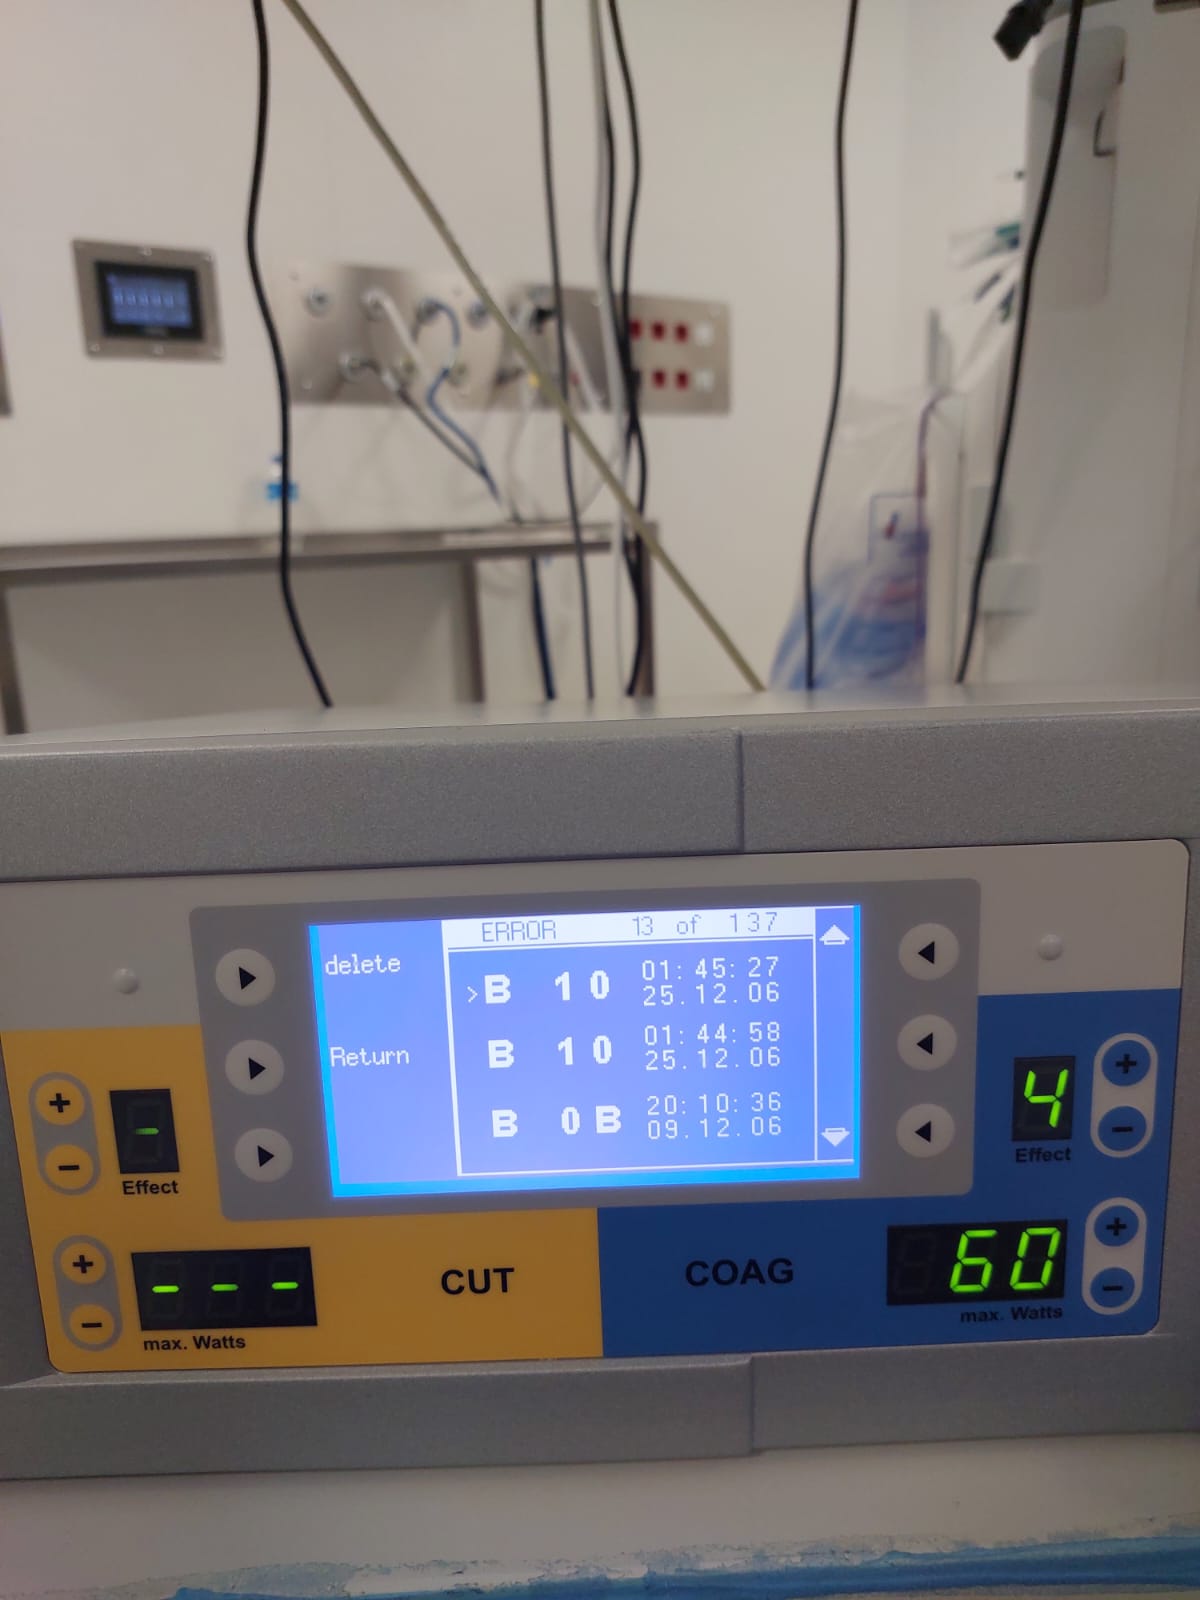 ERROR 13 of 137
delete
>B 10 01:45:27
25.12.06
Return
B 10 01:44:58
25.12.06
B 0B 20:10:36
09.12.06
+
-
-
Effect
4
+
-
Effect
+
-
- - -
max. Watts
CUT
COAG
60
max. Watts
+
-